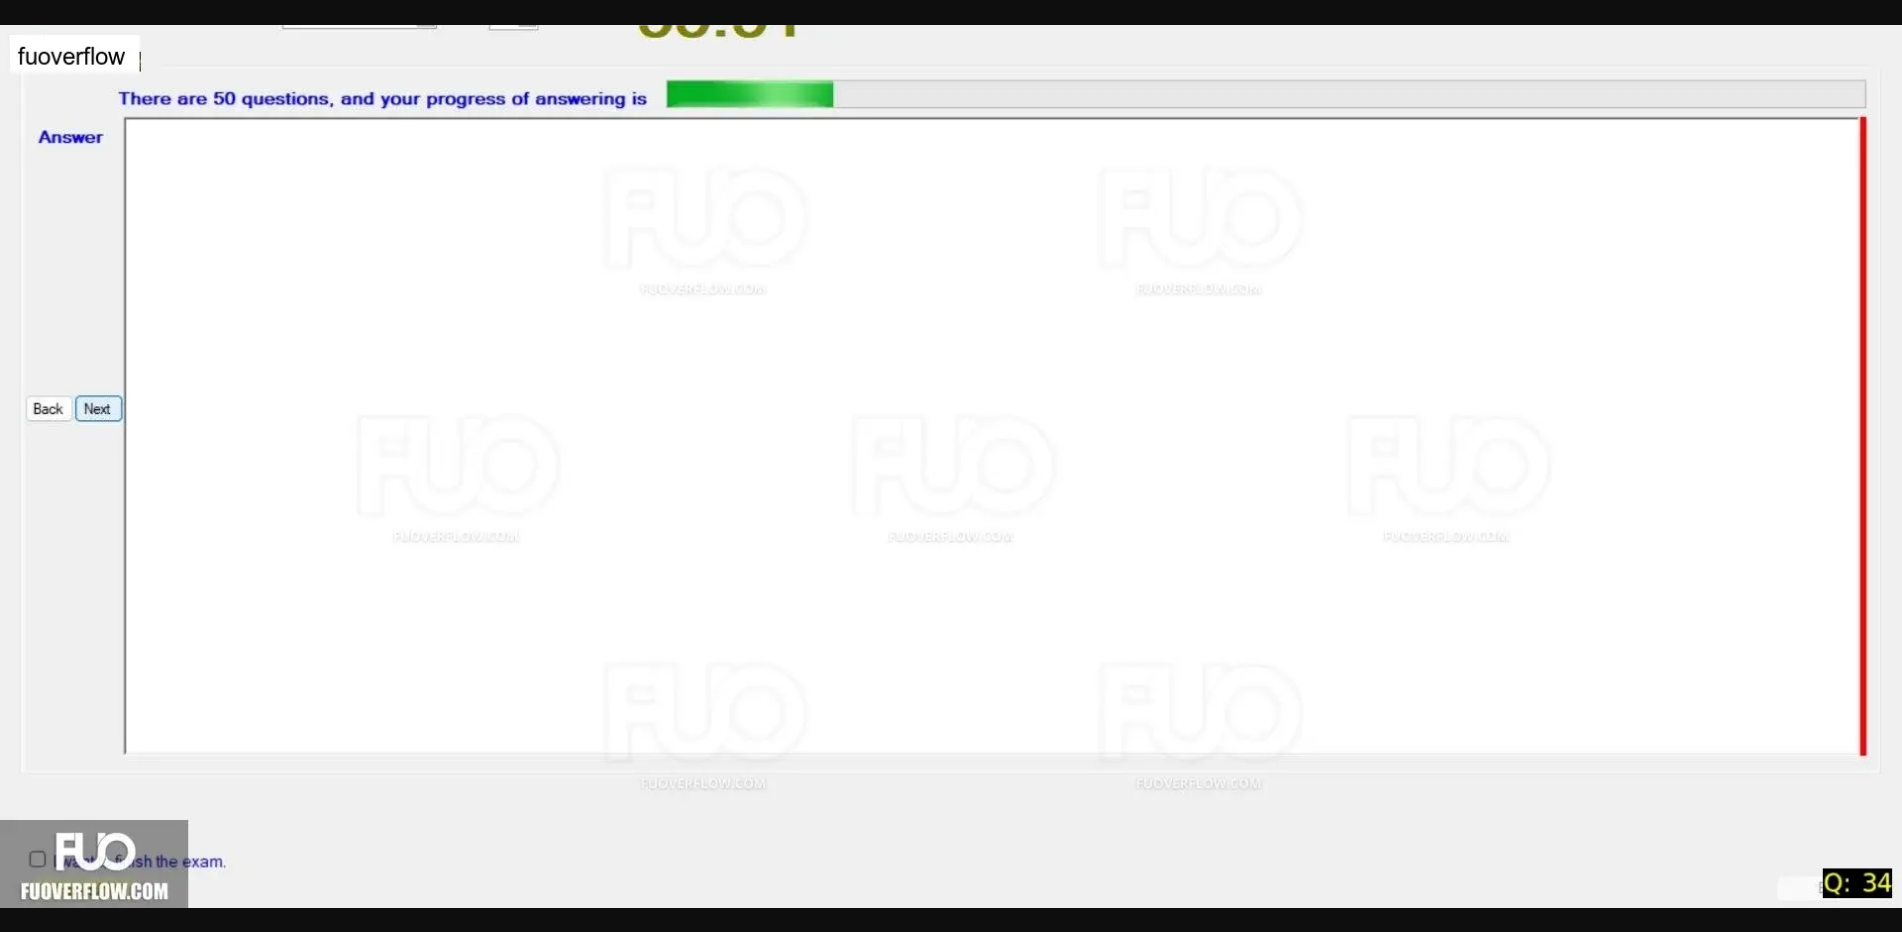 fuoverflow
There are 50 questions, and your progress of answering is
Answer
FUO FUO
FUOVERFLOW.COM FUOVERFLOW.COM
Back Next
FUO FUO FUO
FUOVERFLOW.COM FUOVERFLOW.COM FUOVERFLOW.COM
FUO FUO
FUOVERFLOW.COM FUOVERFLOW.COM
FUO
the exam.
FUOVERFLOW.COM
Q: 34